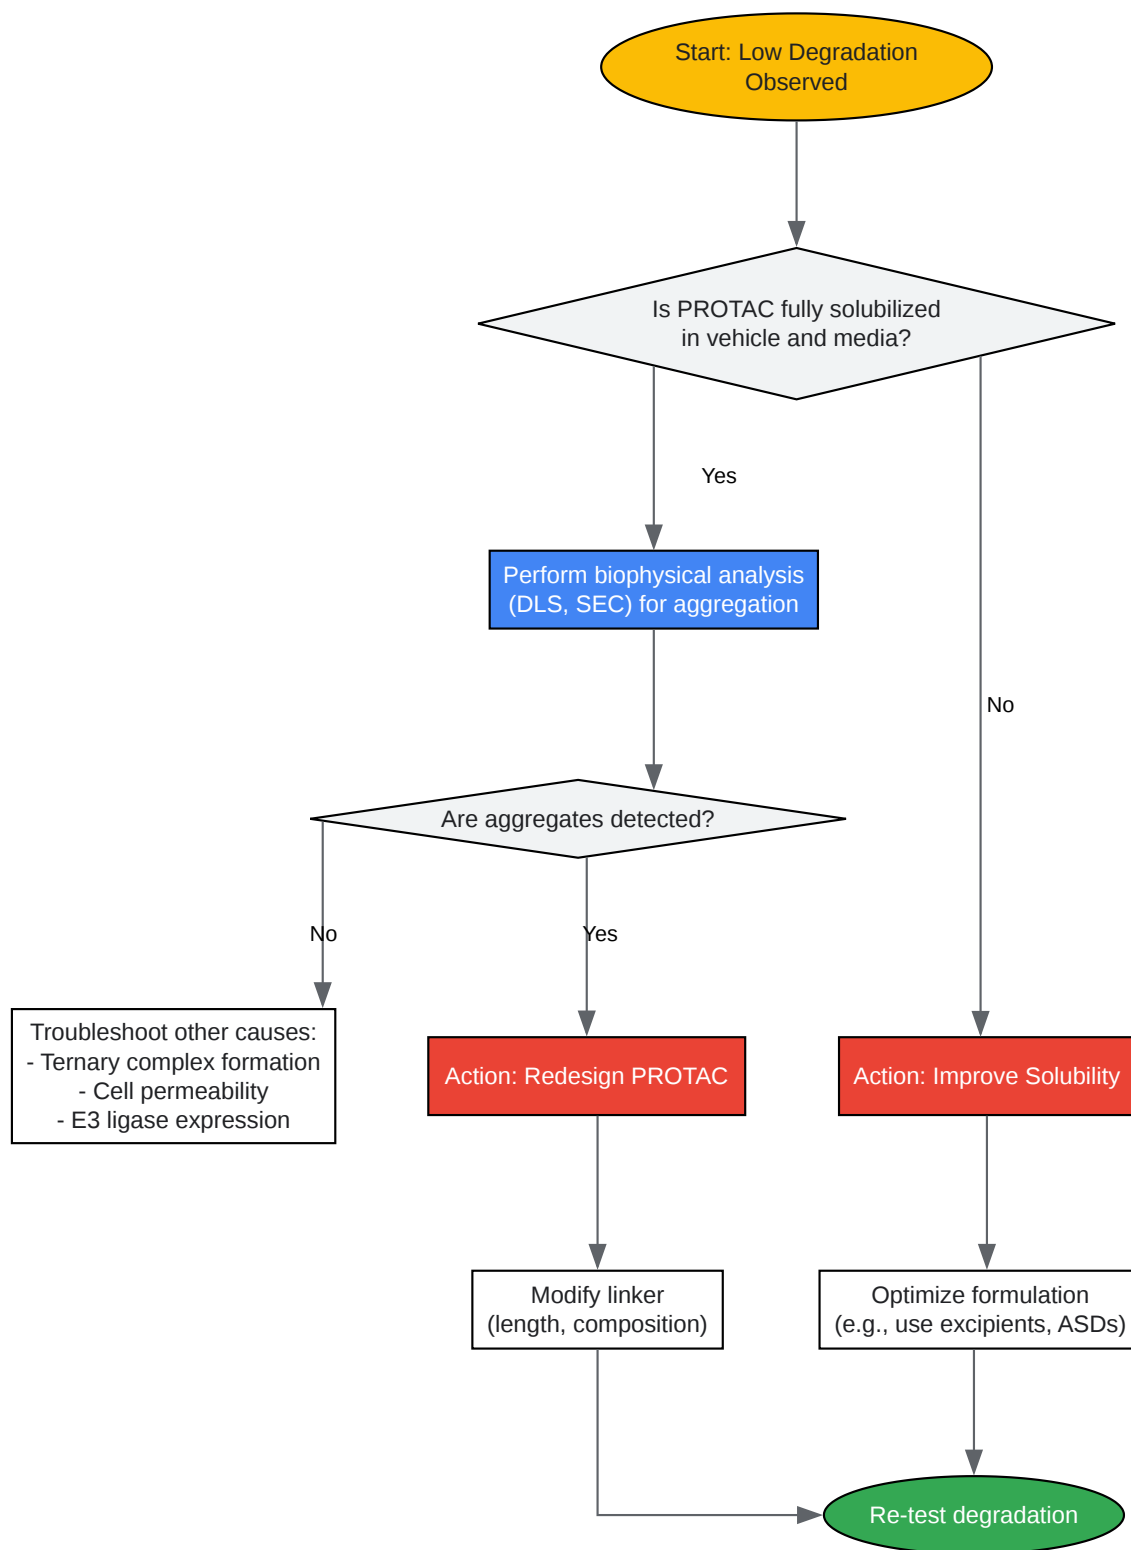 Start: Low Degradation
Observed
Is PROTAC fully solubilized
in vehicle and media?
Yes
Perform biophysical analysis
(DLS, SEC) for aggregation
No
Are aggregates detected?
No
Yes
Troubleshoot other causes:
- Ternary complex formation
- Cell permeability
- E3 ligase expression
Action: Redesign PROTAC
Action: Improve Solubility
Modify linker
(length, composition)
Optimize formulation
(e.g., use excipients, ASDs)
Re-test degradation